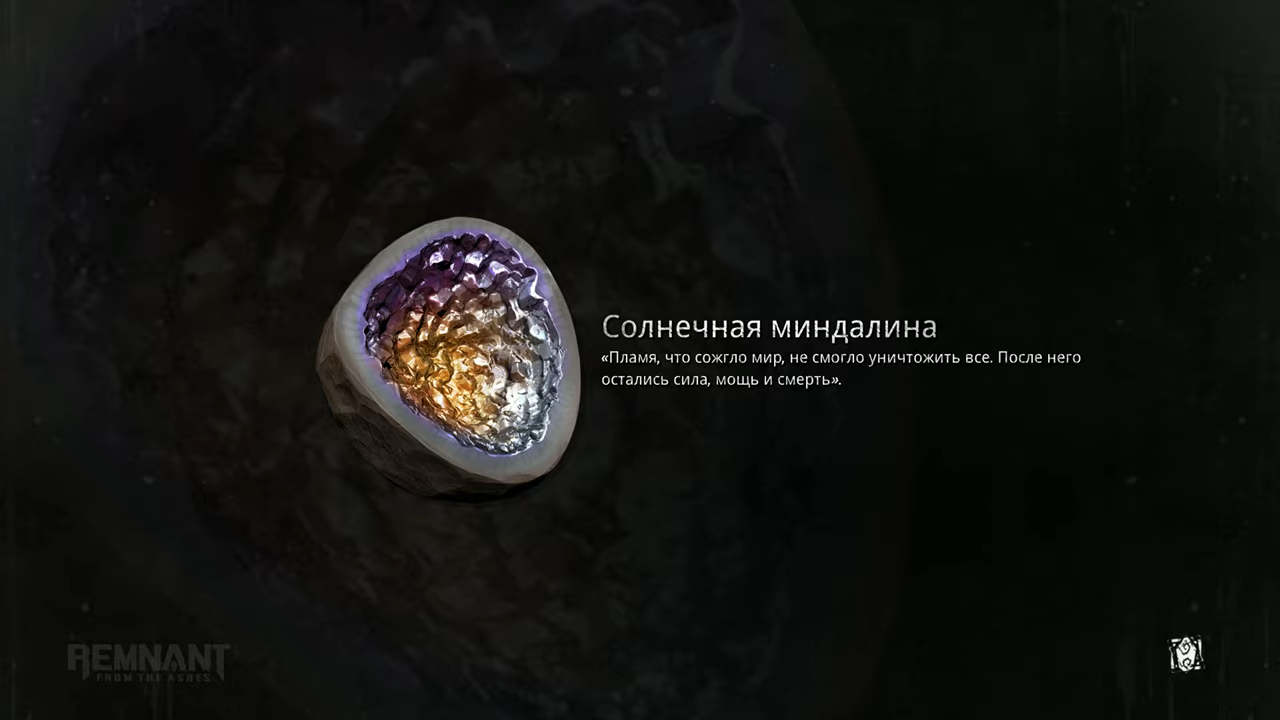 Солнечная миндалина
«Пламя, что сожгло мир, не смогло уничтожить все. После него
остались сила, мощь и смерть».
REMNANT
FROM THE ASHES